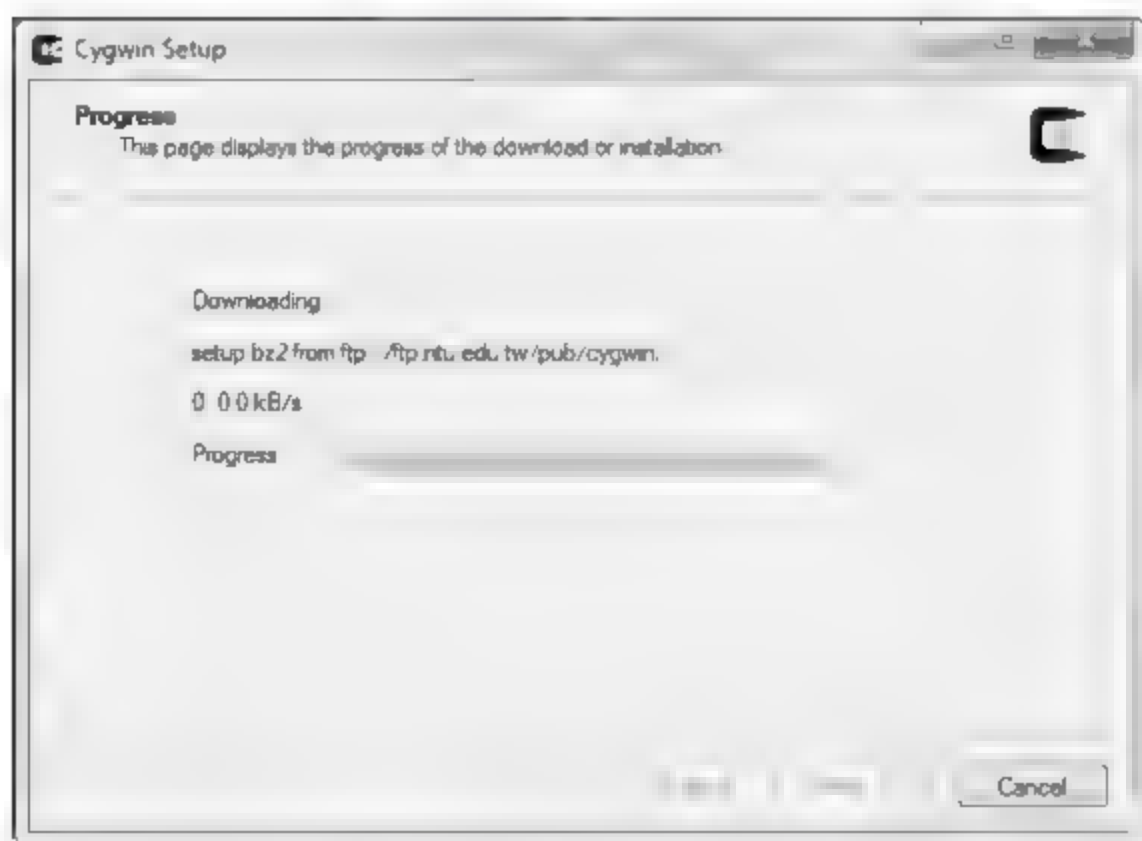 Cygwin Setup
Progress
This page displays the progress of the download or installation
Downloading
setup bz2 from ftp //ftp ntu edu tw/pub/cygwin.
0 0 0 kB/s
Progress
Cancel